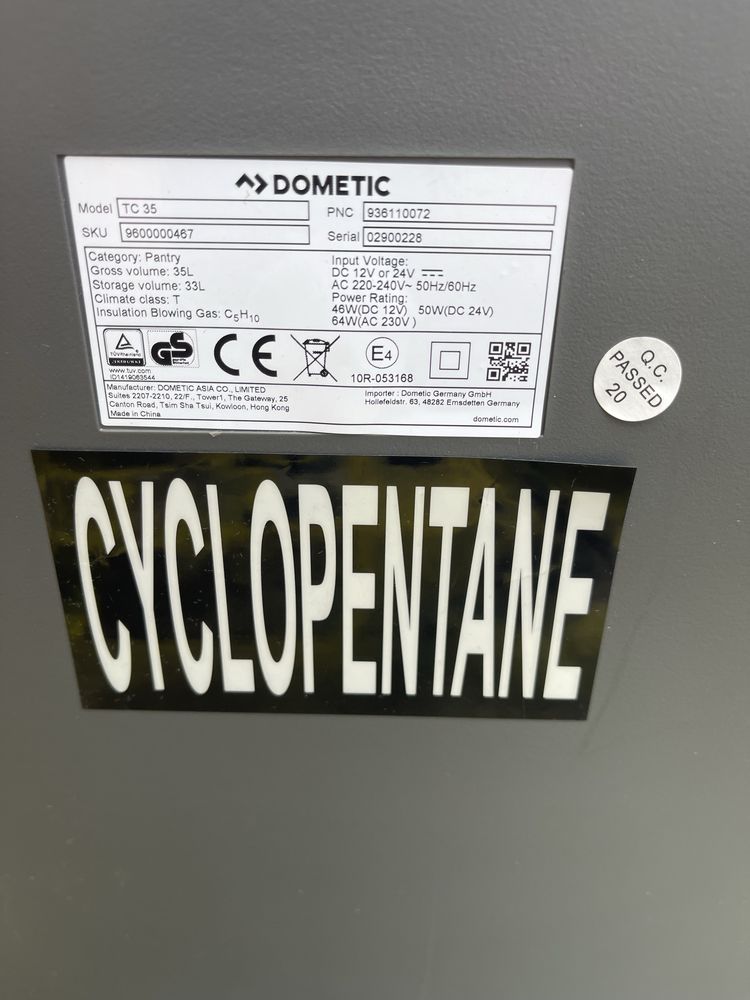 DOMETIC
Model TC 35 PNC 936110072
SKU 9600000467 Serial 02900228
Category: Pantry
Gross volume: 35L
Storage volume: 33L
Climate class: T
Insulation Blowing Gas: C₅H₁₀
Input Voltage:
DC 12V or 24V
AC 220-240V~ 50Hz/60Hz
Power Rating:
46W(DC 12V) 50W(DC 24V)
64W(AC 230V )
TÜVRheinland
GS
CE
E4
www.tuv.com
ID1419063544
10R-053168
Manufacturer: DOMETIC ASIA CO., LIMITED
Suites 2207-2210, 22/F., Tower1, The Gateway, 25
Canton Road, Tsim Sha Tsui, Kowloon, Hong Kong
Made in China
Importer : Dometic Germany GmbH
Hollefeldstr. 63, 48282 Emsdetten Germany
dometic.com
Q.C.
PASSED
20
CYCLOPENTANE